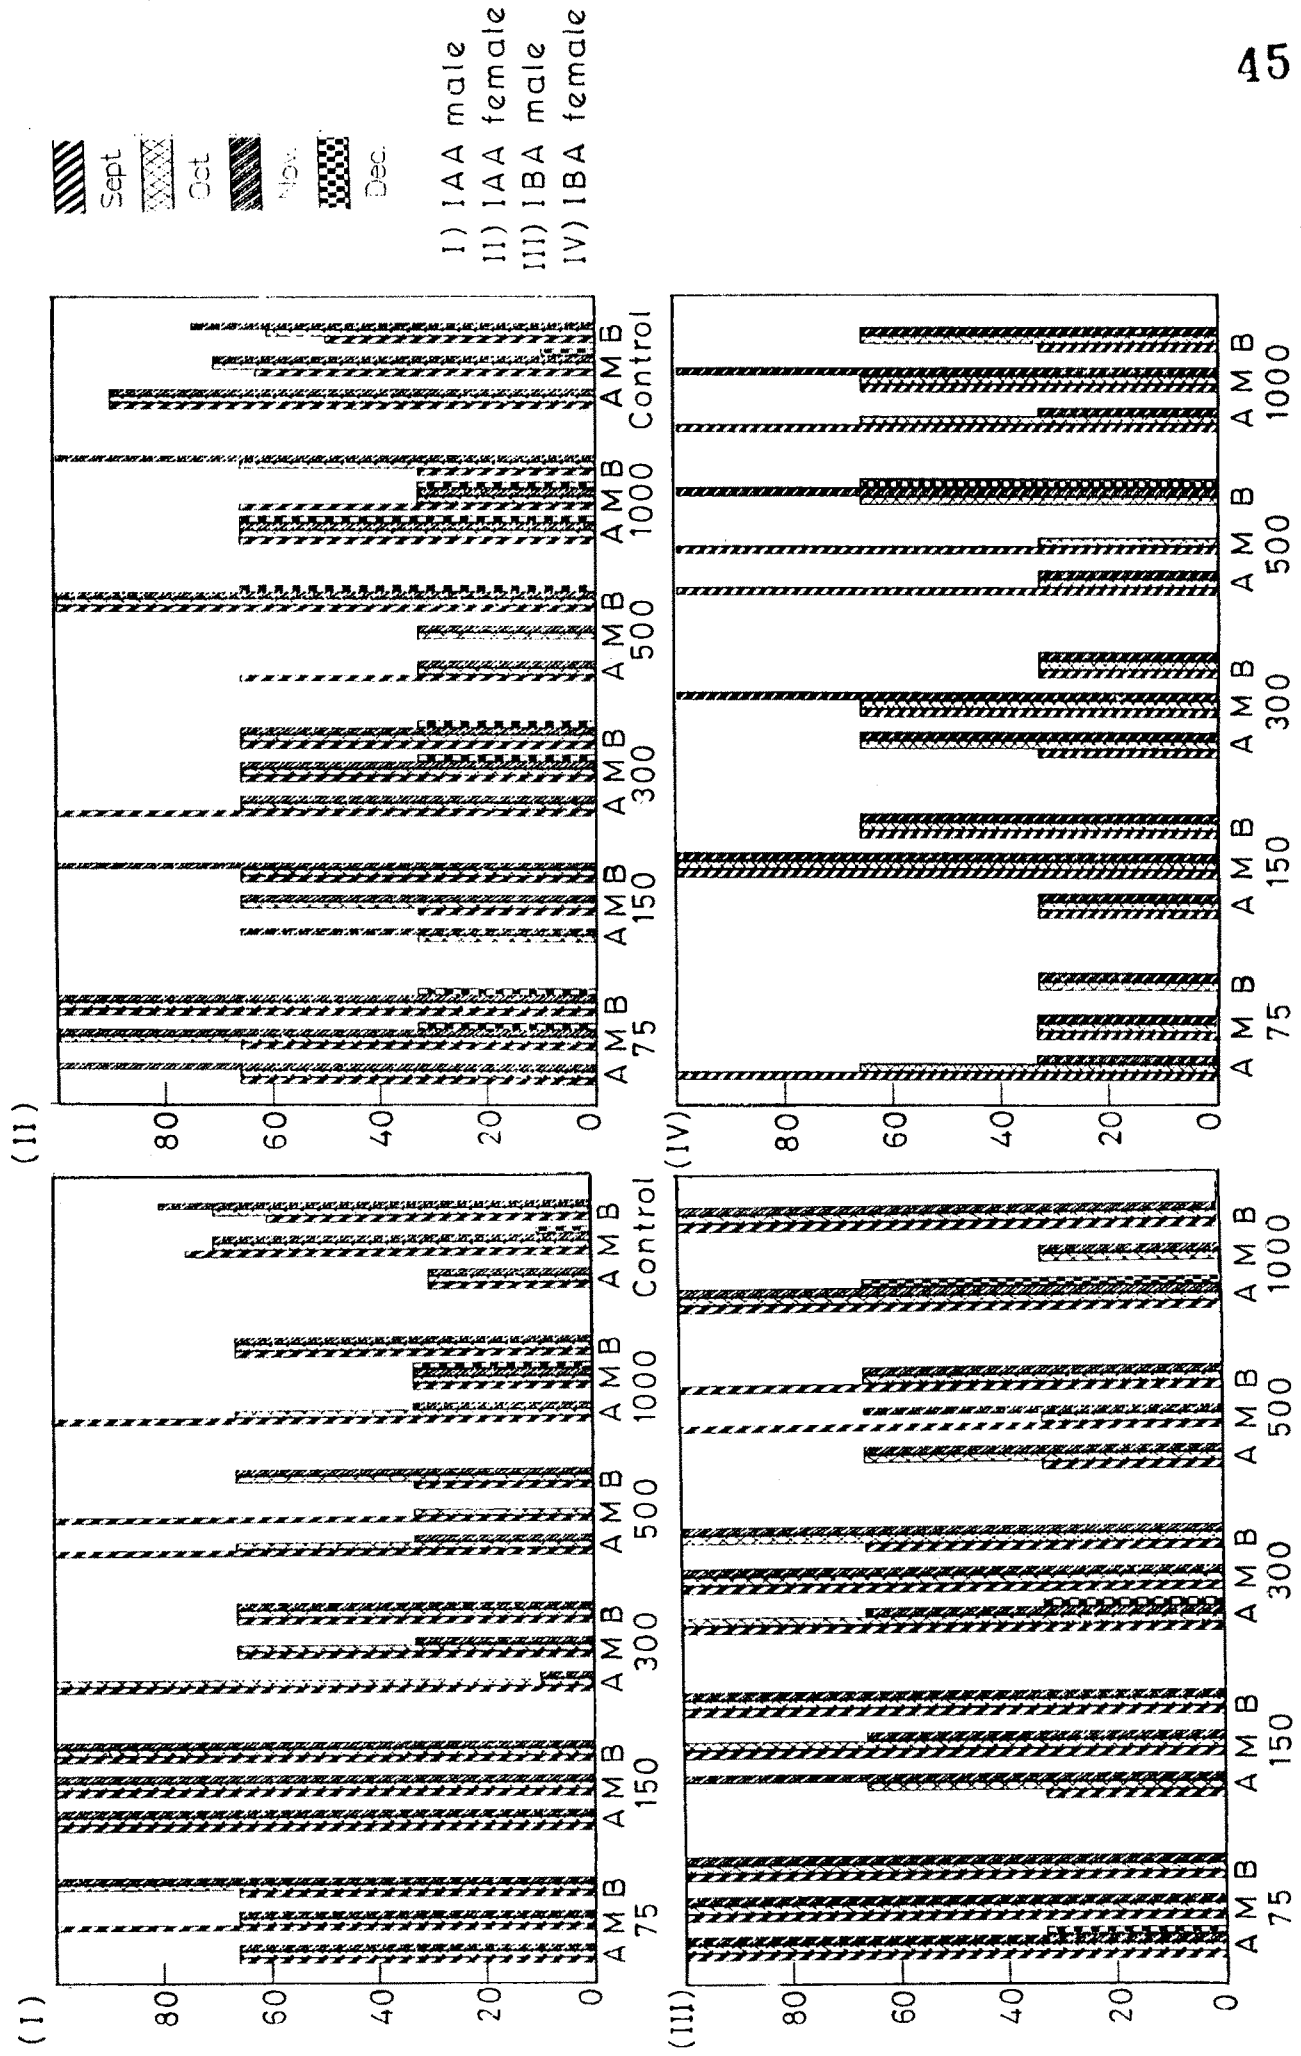 45
Sept
Oct
Nov.
Dec.
I) IAA male
II) IAA female
III) IBA male
IV) IBA female
(I)
80
60
40
20
0
A M B A M B A M B A M B A M B A M B
75 150 300 500 1000 Control
(II)
80
60
40
20
0
A M B A M B A M B A M B A M B A M B
75 150 300 500 1000 Control
(III)
80
60
40
20
0
A M B A M B A M B A M B A M B
75 150 300 500 1000
(IV)
80
60
40
20
0
A M B A M B A M B A M B A M B
75 150 300 500 1000